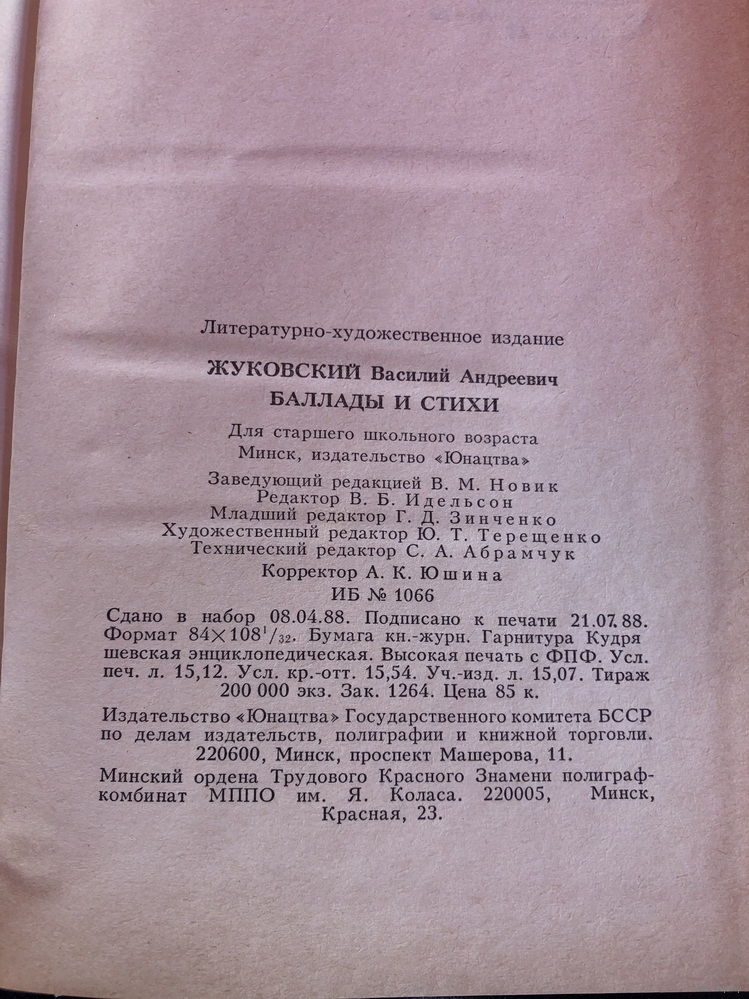 Литературно-художественное издание
ЖУКОВСКИЙ Василий Андреевич
БАЛЛАДЫ И СТИХИ
Для старшего школьного возраста
Минск, издательство «Юнацтва»
Заведующий редакцией В. М. Новик
Редактор В. Б. Идельсон
Младший редактор Г. Д. Зинченко
Художественный редактор Ю. Т. Терещенко
Технический редактор С. А. Абрамчук
Корректор А. К. Юшина
ИБ № 1066
Сдано в набор 08.04.88. Подписано к печати 21.07.88.
Формат 84×108¹/₃₂. Бумага кн.-журн. Гарнитура Кудря
шевская энциклопедическая. Высокая печать с ФПФ. Усл.
печ. л. 15,12. Усл. кр.-отт. 15,54. Уч.-изд. л. 15,07. Тираж
200 000 экз. Зак. 1264. Цена 85 к.
Издательство «Юнацтва» Государственного комитета БССР
по делам издательств, полиграфии и книжной торговли.
220600, Минск, проспект Машерова, 11.
Минский ордена Трудового Красного Знамени полиграф-
комбинат МППО им. Я. Коласа. 220005, Минск,
Красная, 23.